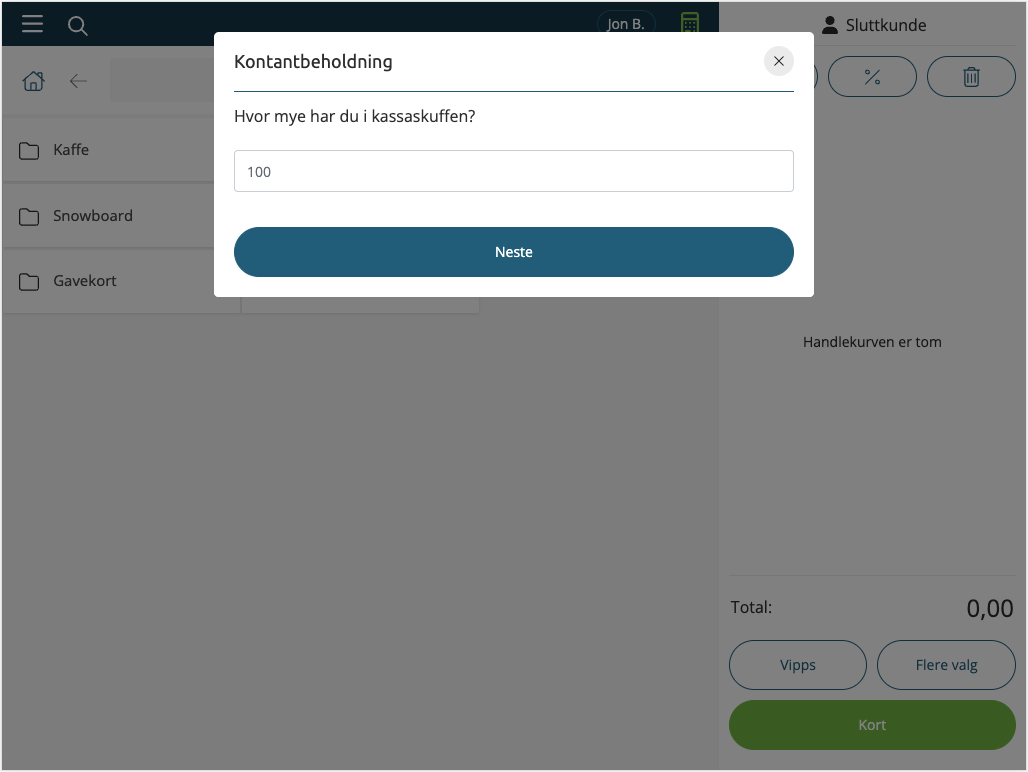 Jon B.
Sluttkunde
Kontantbeholdning
Hvor mye har du i kassaskuffen?
100
Neste
Kaffe
Snowboard
Gavekort
Handlekurven er tom
Total: 0,00
Vipps
Flere valg
Kort